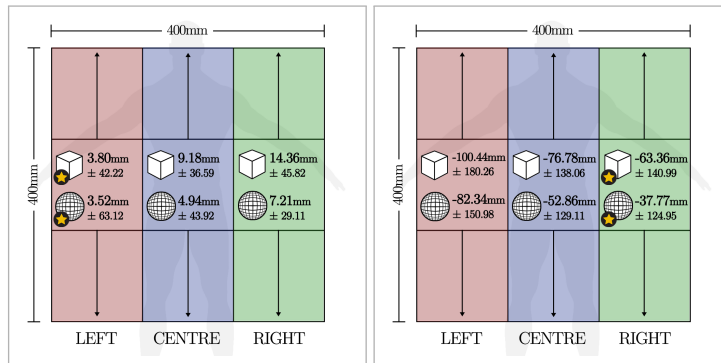 400mm
400mm
3.80mm
± 42.22
9.18mm
± 36.59
14.36mm
± 45.82
3.52mm
± 63.12
4.94mm
± 43.92
7.21mm
± 29.11
LEFT
CENTRE
RIGHT
400mm
400mm
-100.44mm
± 180.26
-76.78mm
± 138.06
-63.36mm
± 140.99
-82.34mm
± 150.98
-52.86mm
± 129.11
-37.77mm
± 124.95
LEFT
CENTRE
RIGHT